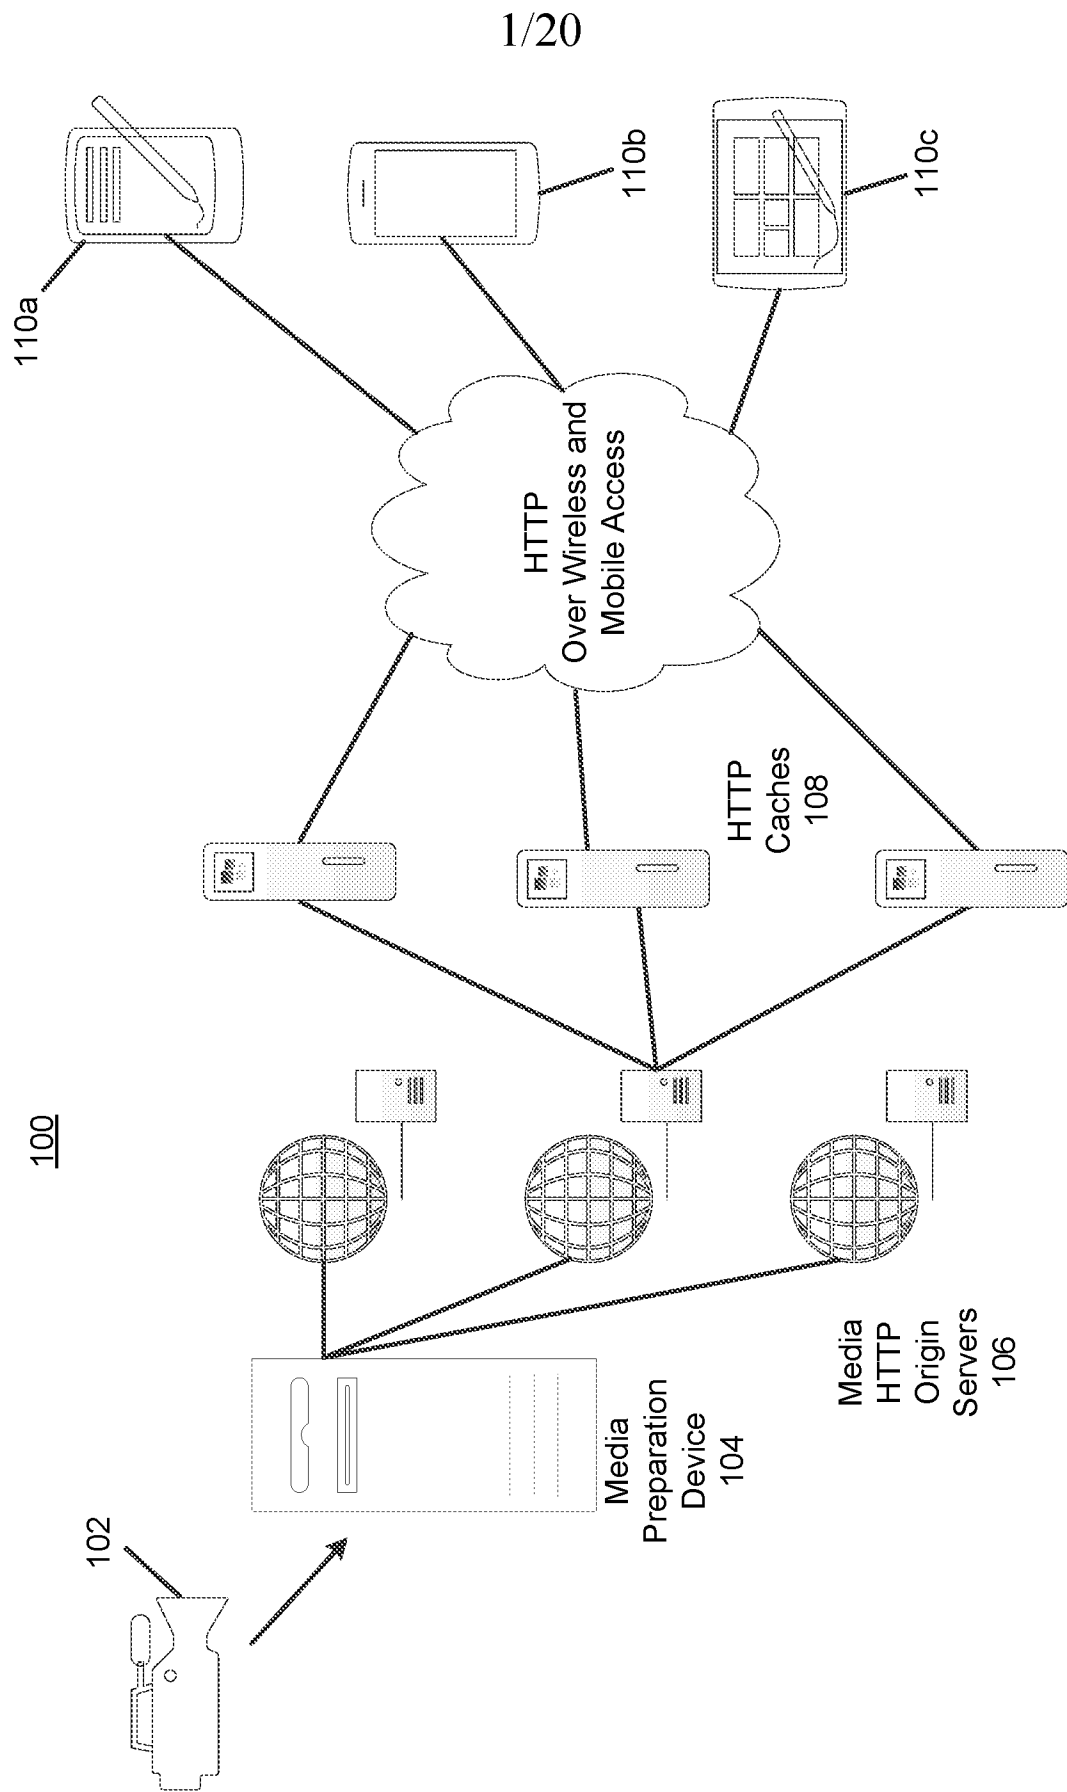 1/20
100
102
Media
Preparation
Device
104
Media
HTTP
Origin
Servers
106
HTTP
Caches
108
HTTP
Over Wireless and
Mobile Access
110a
110b
110c